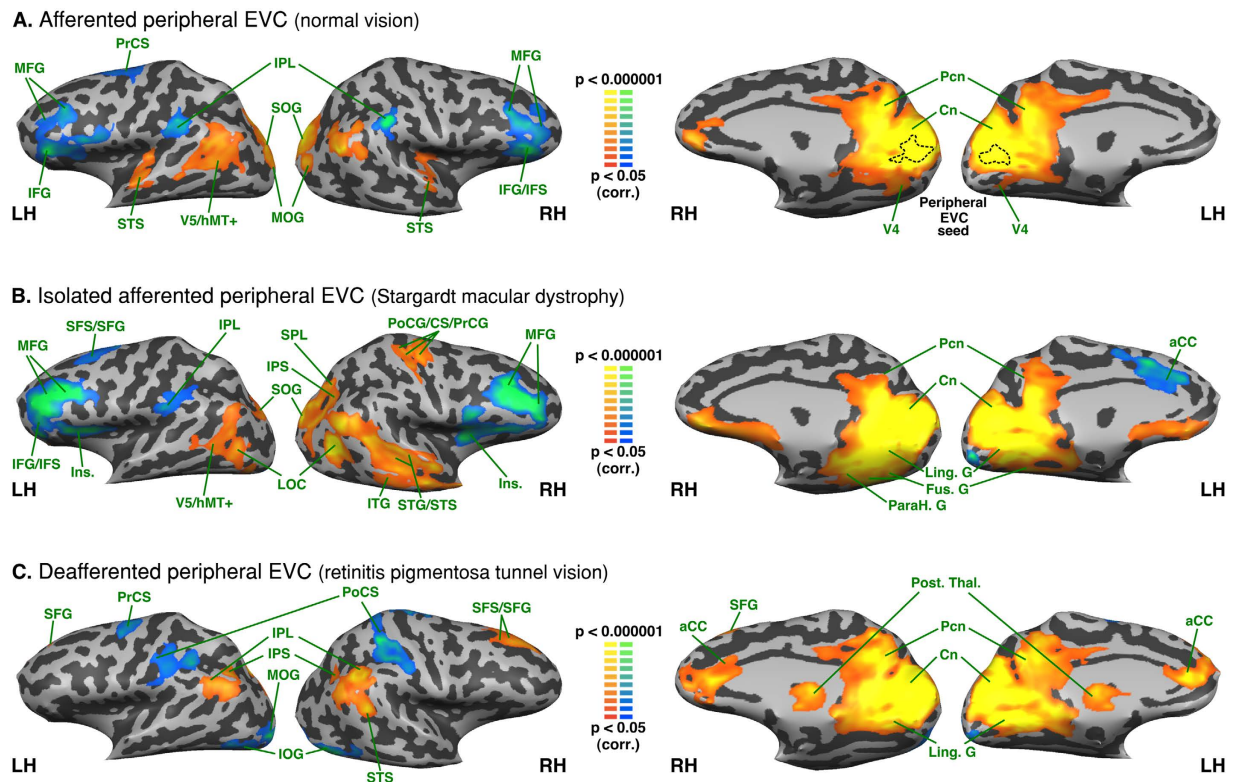 A. Afferented peripheral EVC (normal vision)
PrCS
MFG
IPL
MFG
SOG
p < 0.000001
Pcn
Cn
p < 0.05
(corr.)
IFG
IFG/IFS
LH
STS
V5/hMT+
MOG
STS
RH
RH
V4
Peripheral
EVC
seed
V4
LH
B. Isolated afferented peripheral EVC (Stargardt macular dystrophy)
SFS/SFG
IPL
SPL
PoCG/CS/PrCG
MFG
MFG
IPS
SOG
p < 0.000001
Pcn
aCC
Cn
p < 0.05
(corr.)
IFG/IFS
Ins.
LH
V5/hMT+
LOC
ITG
STG/STS
Ins.
RH
RH
Ling. G
Fus. G
ParaH. G
LH
C. Deafferented peripheral EVC (retinitis pigmentosa tunnel vision)
SFG
PrCS
PoCS
SFS/SFG
IPL
IPS
MOG
p < 0.000001
Post. Thal.
SFG
aCC
Pcn
aCC
Cn
p < 0.05
(corr.)
LH
IOG
STS
RH
RH
Ling. G
LH